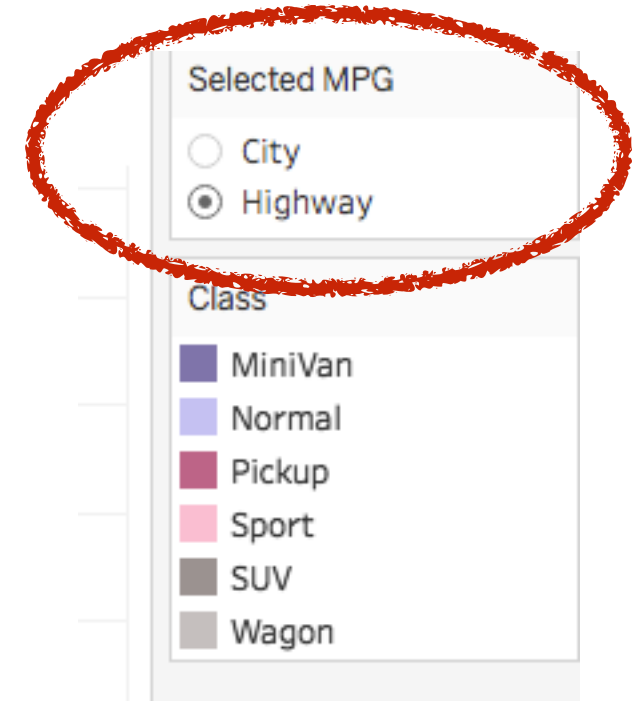 Selected MPG
City
Highway
Class
MiniVan
Normal
Pickup
Sport
SUV
Wagon